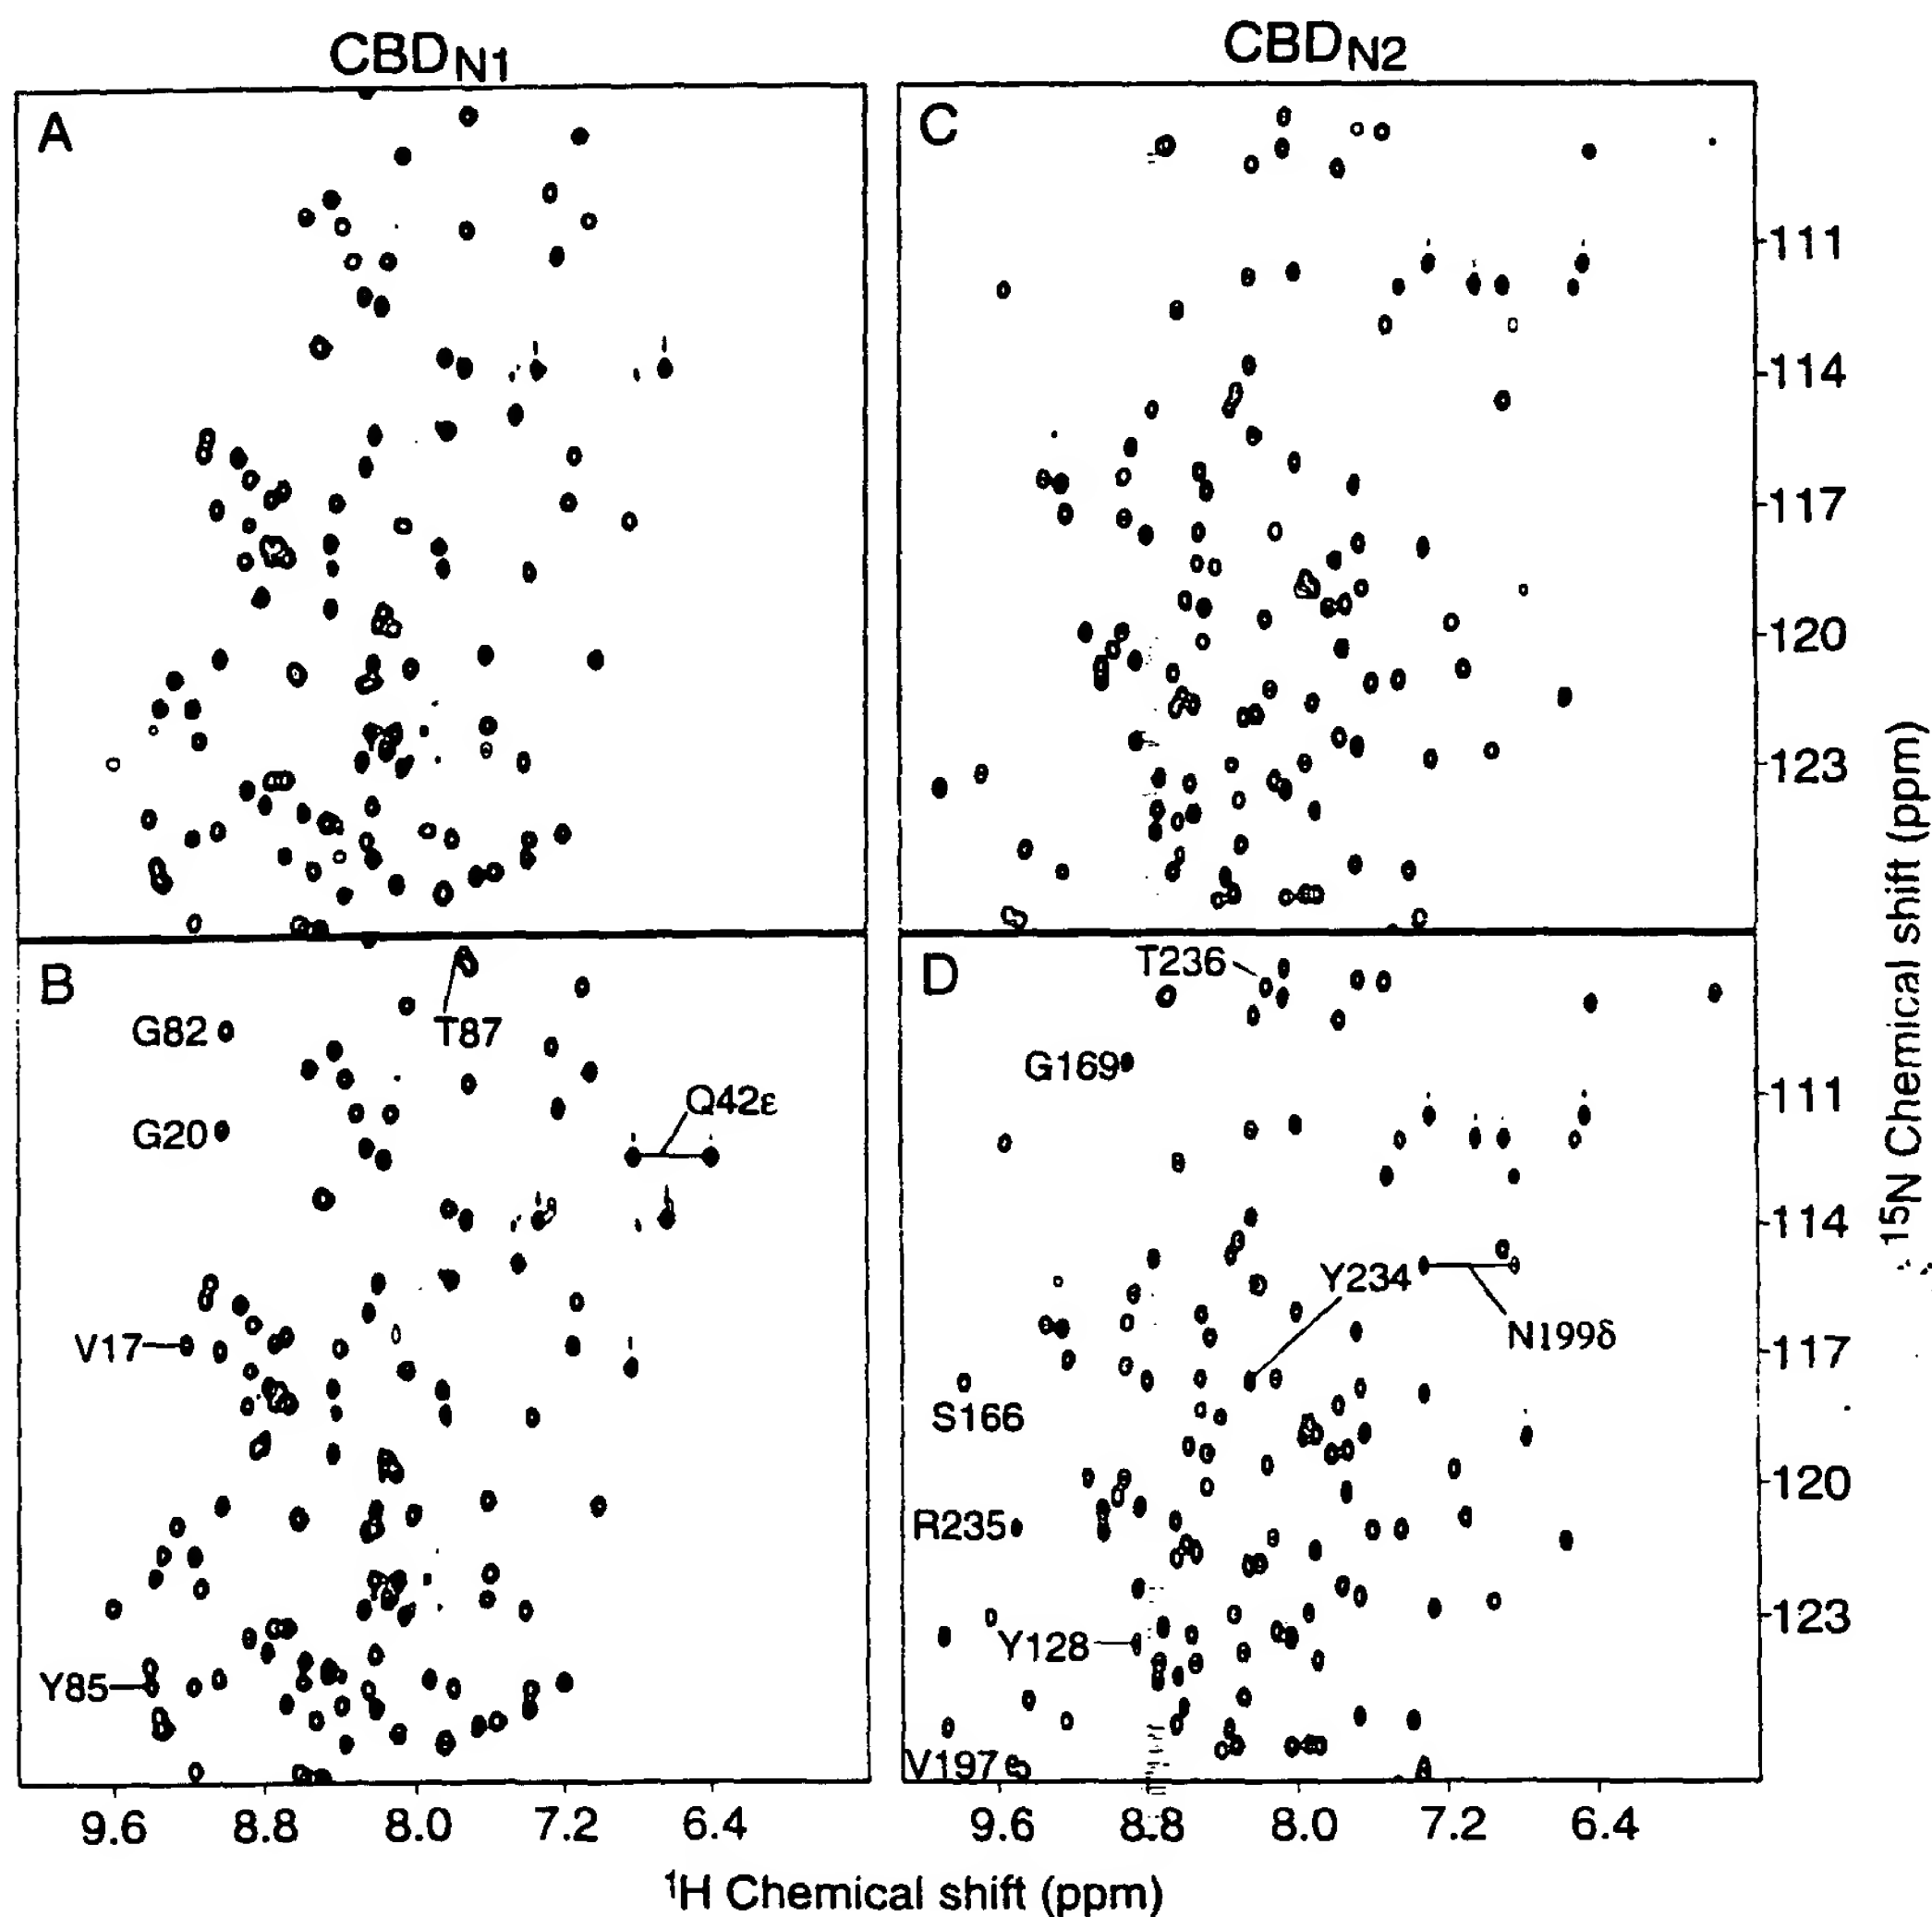 CBDN1
CBDN2
A
C
111
114
117
120
123
B
T87
G82
G20
Q42ε
V17
Y85
D
T236
G169
Y234
N199δ
S166
R235
Y128
V197
111
114
117
120
123
15N Chemical shift (ppm)
9.6 8.8 8.0 7.2 6.4
9.6 8.8 8.0 7.2 6.4
1H Chemical shift (ppm)